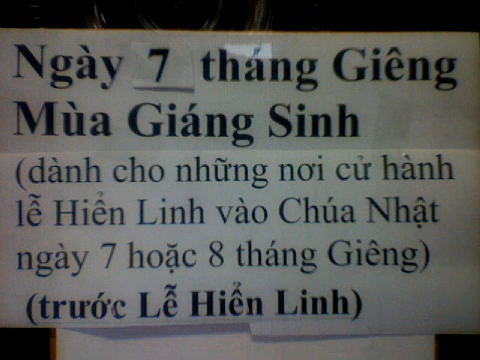 Ngày 7 tháng Giêng
Mùa Giáng Sinh
(dành cho những nơi cử hành
lễ Hiển Linh vào Chúa Nhật
ngày 7 hoặc 8 tháng Giêng)
(trước Lễ Hiển Linh)